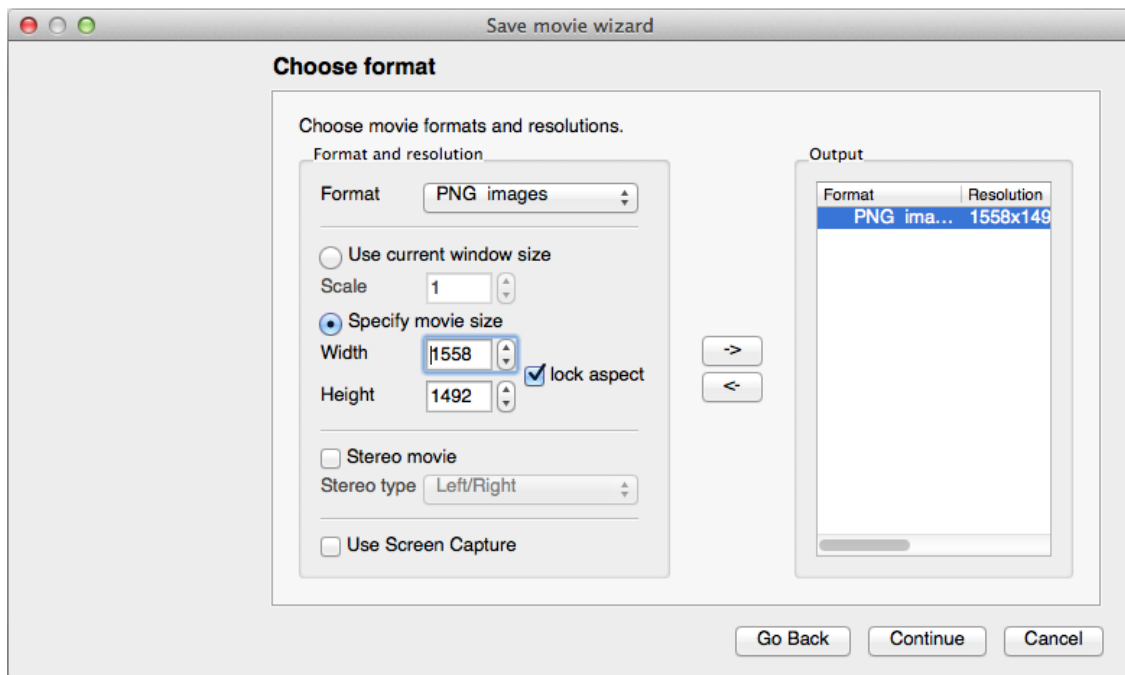 Save movie wizard
Choose format
Choose movie formats and resolutions.
Format and resolution
Format PNG images
Use current window size
Scale 1
Specify movie size
Width 1558
lock aspect
Height 1492
Stereo movie
Stereo type Left/Right
Use Screen Capture
->
<-
Output
Format Resolution
PNG ima... 1558x149
Go Back Continue Cancel